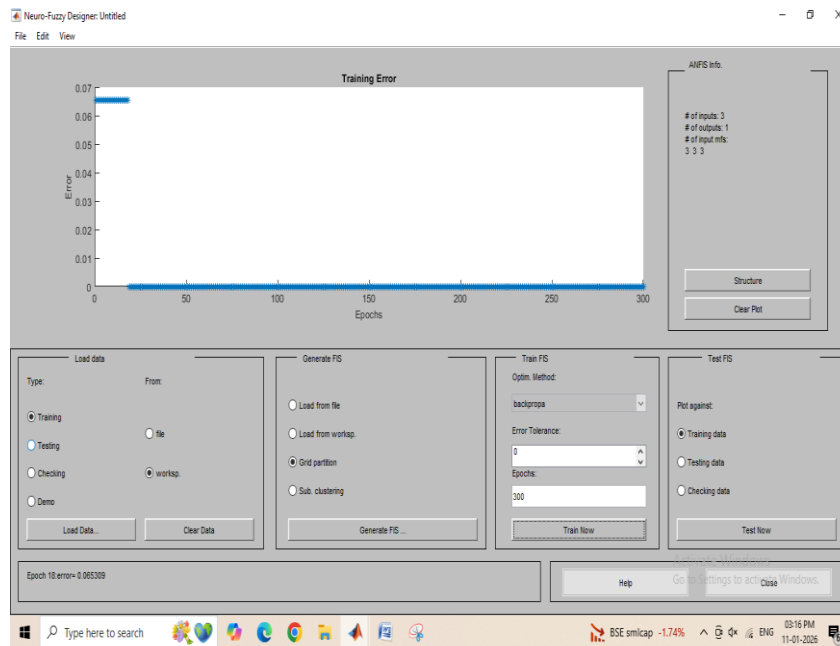 Neuro-Fuzzy Designer: Untitled
File Edit View
Training Error
0.07
0.06
0.05
0.04
0.03
0.02
0.01
0
Error
0 50 100 150 200 250 300
Epochs
ANFIS Info.
# of inputs: 3
# of outputs: 1
# of input mfs:
3 3 3
Structure
Clear Plot
Load data
Type: From:
Training
Testing
Checking
Demo
file
worksp.
Load Data... Clear Data
Generate FIS
Load from file
Load from worksp.
Grid partition
Sub. clustering
Generate FIS ...
Train FIS
Optim. Method:
backpropa
Error Tolerance:
0
Epochs:
300
Train Now
Test FIS
Plot against:
Training data
Testing data
Checking data
Test Now
Epoch 18:error= 0.065309
Help Close
Activate Windows
Go to Settings to activate Windows.
Type here to search
BSE smlcap -1.74%
ENG
03:16 PM
11-01-2026